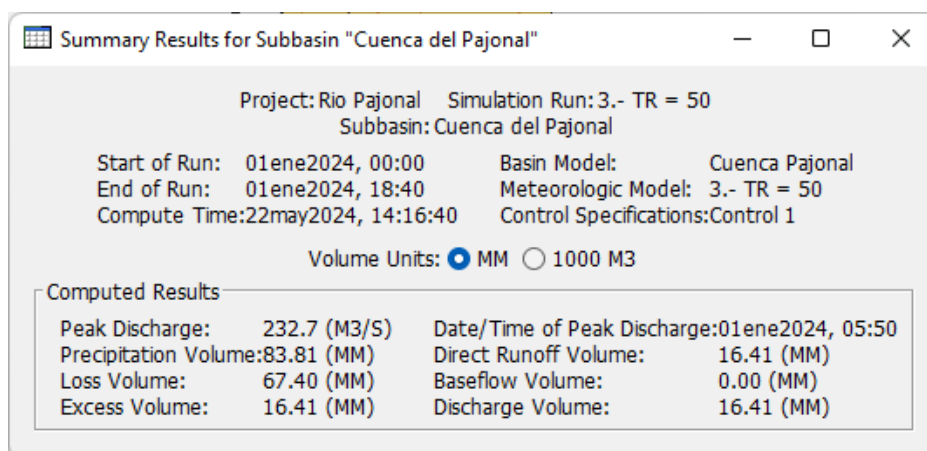 Summary Results for Subbasin "Cuenca del Pajonal"
Project: Rio Pajonal Simulation Run: 3.- TR = 50
Subbasin: Cuenca del Pajonal
Start of Run: 01ene2024, 00:00 Basin Model: Cuenca Pajonal
End of Run: 01ene2024, 18:40 Meteorologic Model: 3.- TR = 50
Compute Time:22may2024, 14:16:40 Control Specifications:Control 1
Volume Units: MM 1000 M3
Computed Results
Peak Discharge: 232.7 (M3/S) Date/Time of Peak Discharge:01ene2024, 05:50
Precipitation Volume:83.81 (MM) Direct Runoff Volume: 16.41 (MM)
Loss Volume: 67.40 (MM) Baseflow Volume: 0.00 (MM)
Excess Volume: 16.41 (MM) Discharge Volume: 16.41 (MM)